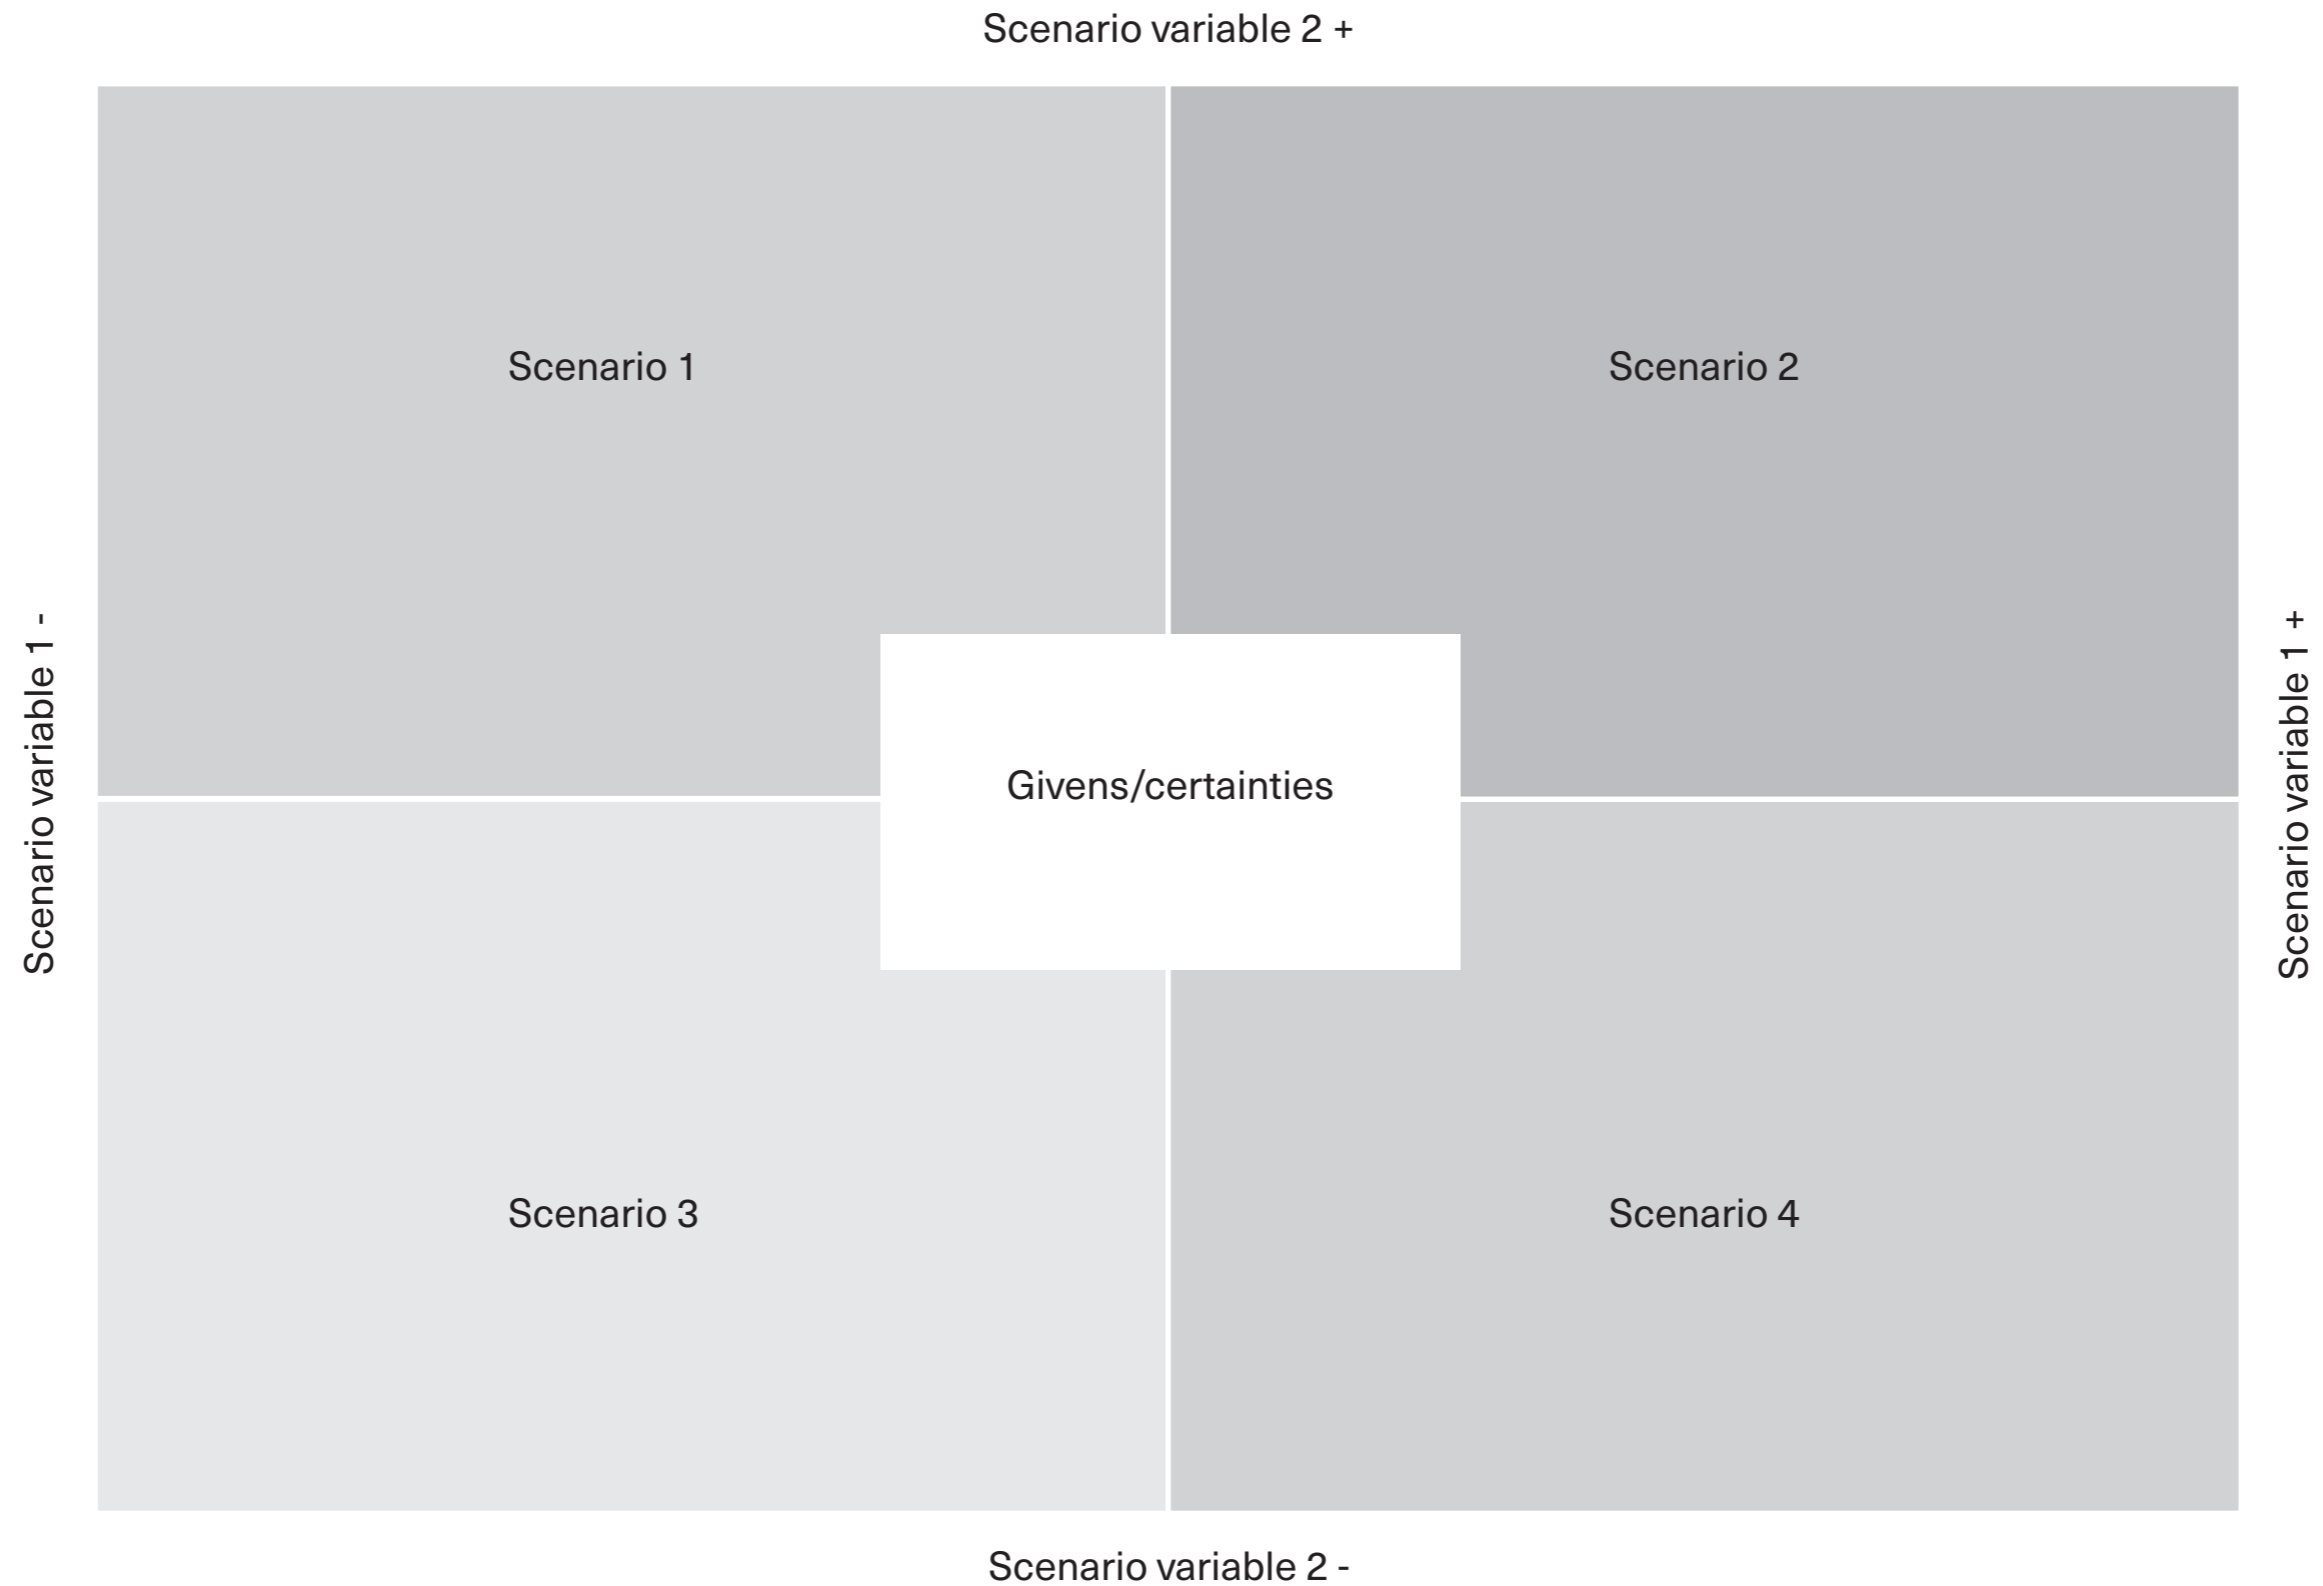 Scenario variable 2 +
Scenario 1
Scenario 2
Scenario variable 1 -
Givens/certainties
Scenario variable 1 +
Scenario 3
Scenario 4
Scenario variable 2 -